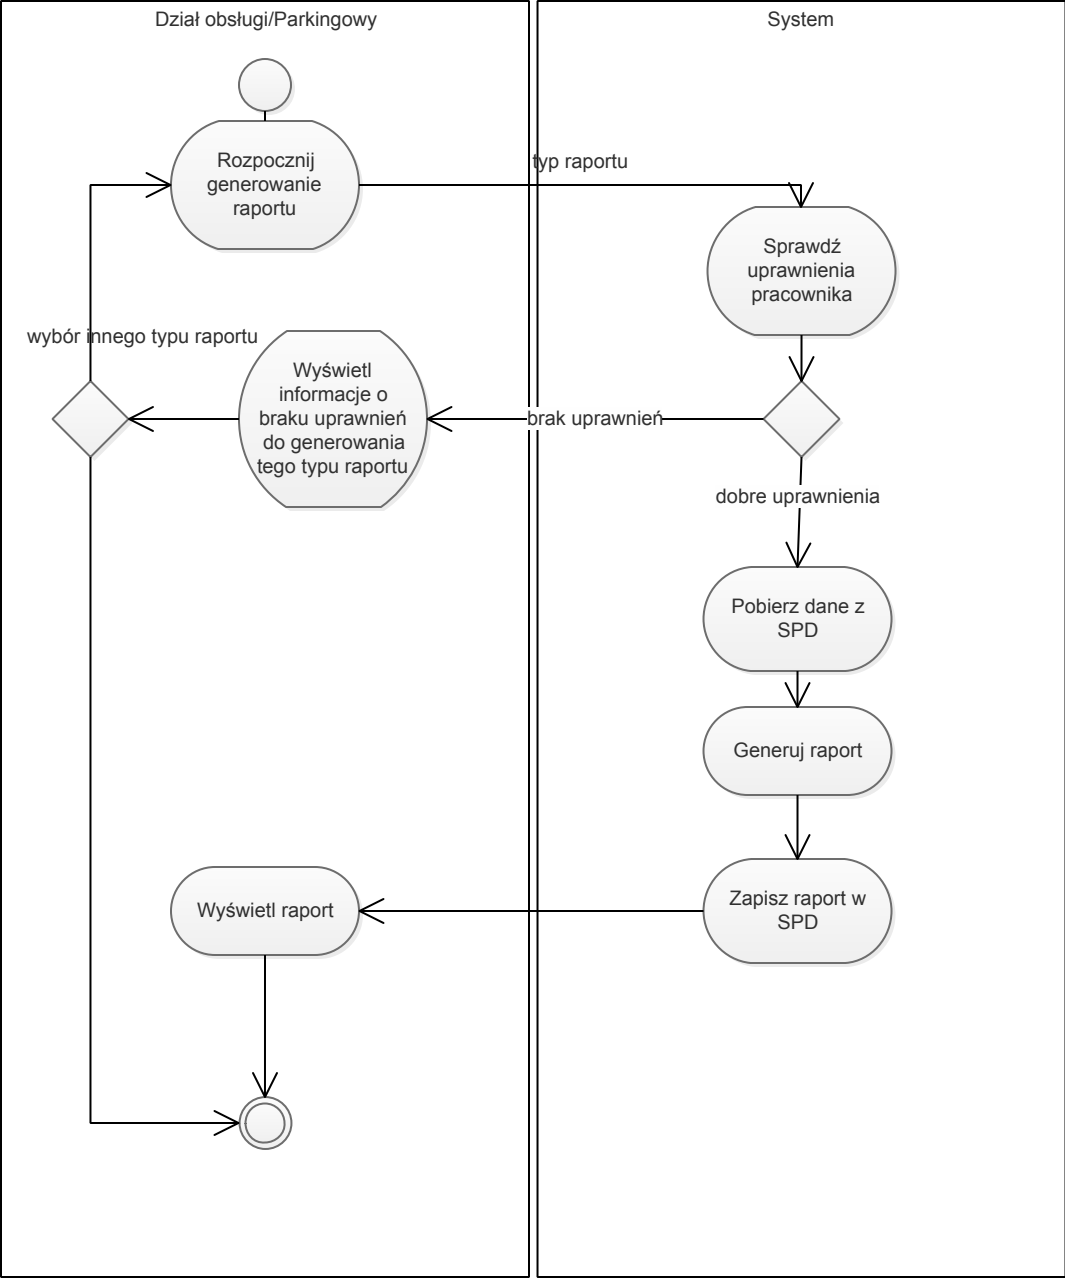 Dział obsługi/Parkingowy
System
Rozpocznij
generowanie
raportu
typ raportu
Sprawdź
uprawnienia
pracownika
wybór innego typu raportu
Wyświetl
informacje o
braku uprawnień
do generowania
tego typu raportu
brak uprawnień
dobre uprawnienia
Pobierz dane z
SPD
Generuj raport
Wyświetl raport
Zapisz raport w
SPD